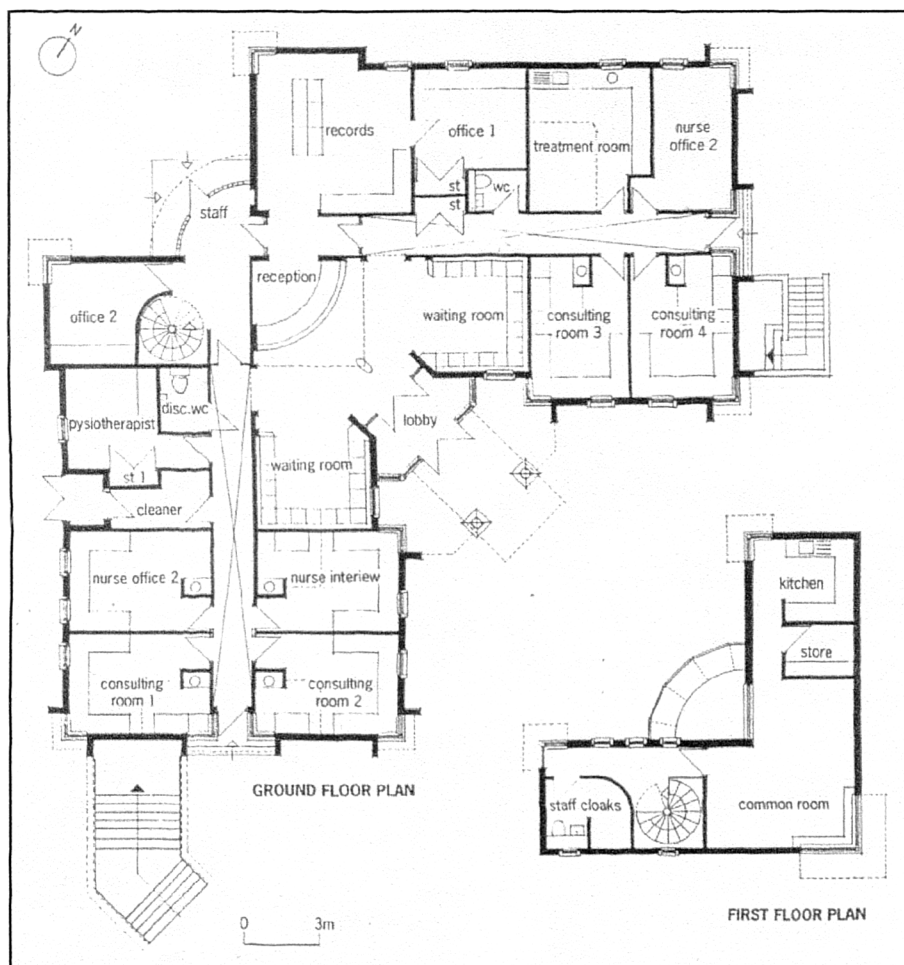 N
records
office 1
treatment room
nurse
office 2
st
wc
st
staff
reception
office 2
waiting room
consulting
room 3
consulting
room 4
pysiotherapist
disc.wc
lobby
st 1
waiting room
cleaner
nurse office 2
nurse interiew
consulting
room 1
consulting
room 2
GROUND FLOOR PLAN
0 3m
kitchen
store
staff cloaks
common room
FIRST FLOOR PLAN